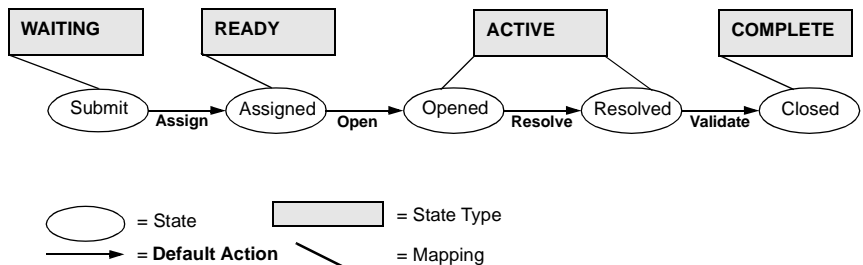 WAITING READY ACTIVE COMPLETE
Submit Assigned Opened Resolved Closed
Assign Open Resolve Validate
= State = State Type
= Default Action = Mapping